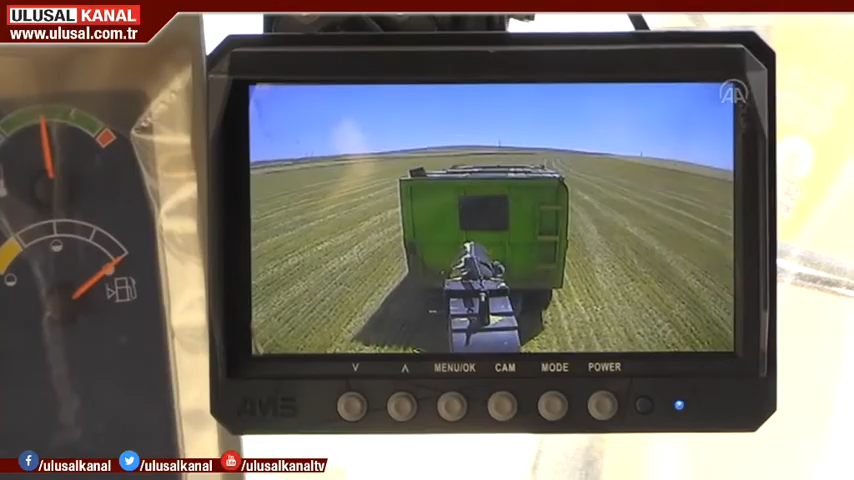 ULUSAL KANAL
www.ulusal.com.tr
AA
V Λ MENU/OK CAM MODE POWER
/ulusalkanal /ulusalkanal /ulusalkanaltv